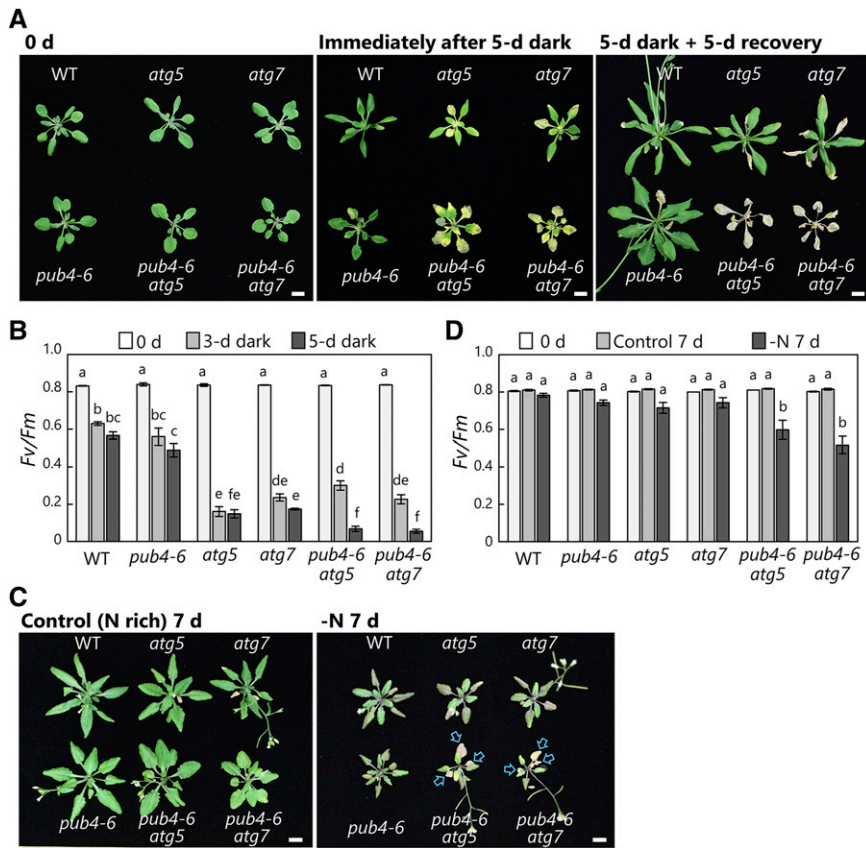 A
0 d
Immediately after 5-d dark
5-d dark + 5-d recovery
WT atg5 atg7
pub4-6 pub4-6 atg5 pub4-6 atg7
WT atg5 atg7
pub4-6 pub4-6 atg5 pub4-6 atg7
WT atg5 atg7
pub4-6 pub4-6 atg5 pub4-6 atg7
B
0 d 3-d dark 5-d dark
Fv/Fm
1.0
0.8
0.6
0.4
0.2
0
a b bc
a bc c
a e fe
a de e
a d f
a de f
WT pub4-6 atg5 atg7 pub4-6 atg5 pub4-6 atg7
D
0 d Control 7 d -N 7 d
Fv/Fm
1.0
0.8
0.6
0.4
0.2
0
a a a
a a a
a a a
a a a
a a b
a a b
WT pub4-6 atg5 atg7 pub4-6 atg5 pub4-6 atg7
C
Control (N rich) 7 d
-N 7 d
WT atg5 atg7
pub4-6 pub4-6 atg5 pub4-6 atg7
WT atg5 atg7
pub4-6 pub4-6 atg5 pub4-6 atg7